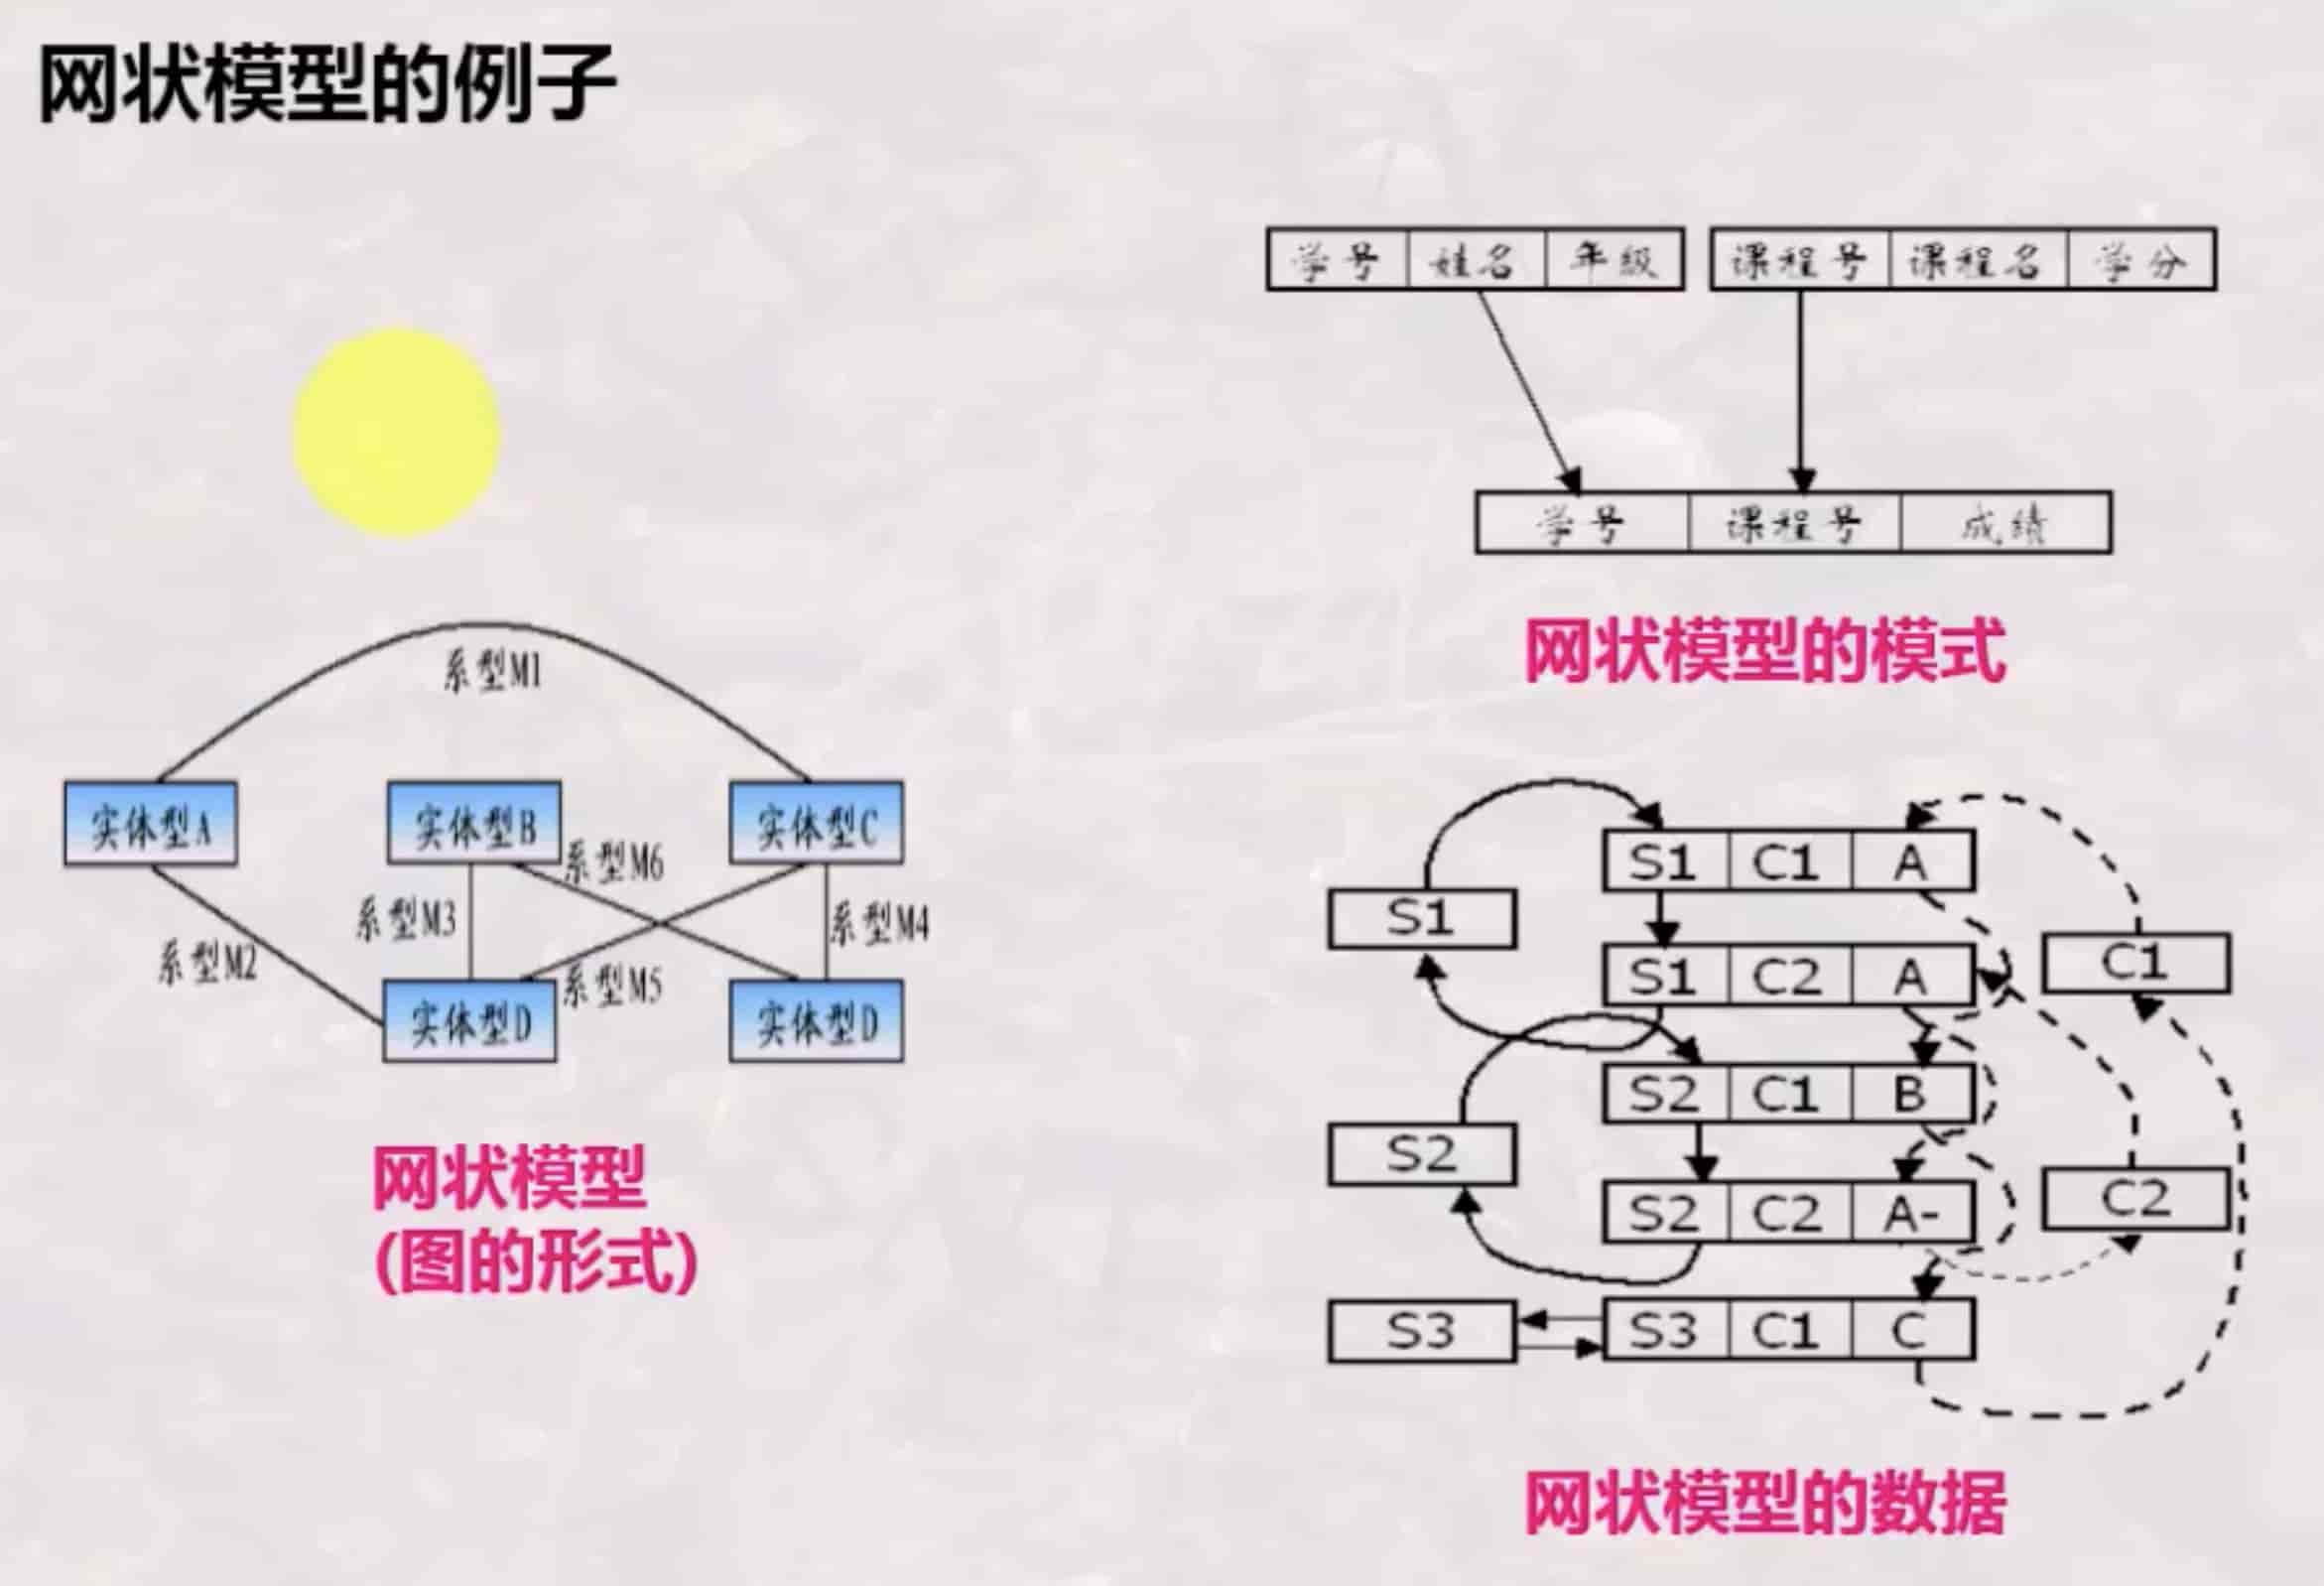 网状模型的例子
学号 姓名 年级
课程号 课程名 学分
学号 课程号 成绩
网状模型的模式
系型M1
实体型A 实体型B 实体型C
系型M6
系型M3 系型M4
系型M2
系型M5
实体型D 实体型D
网状模型
(图的形式)
S1 C1 A
S1
C1
S1 C2 A
S2 C1 B
S2
C2
S2 C2 A-
S3
S3 C1 C
网状模型的数据